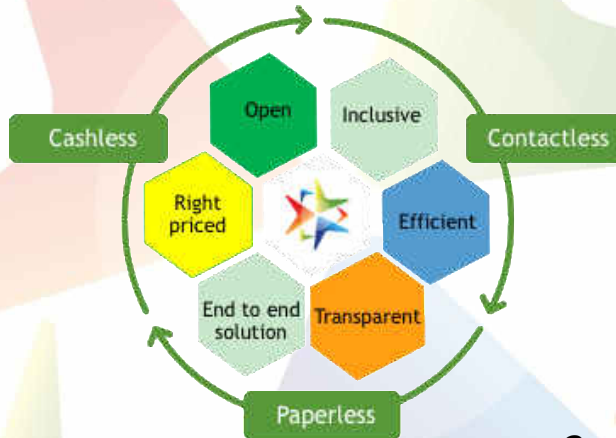 Open
Inclusive
Cashless
Contactless
Right
priced
Efficient
End to end
solution
Transparent
Paperless